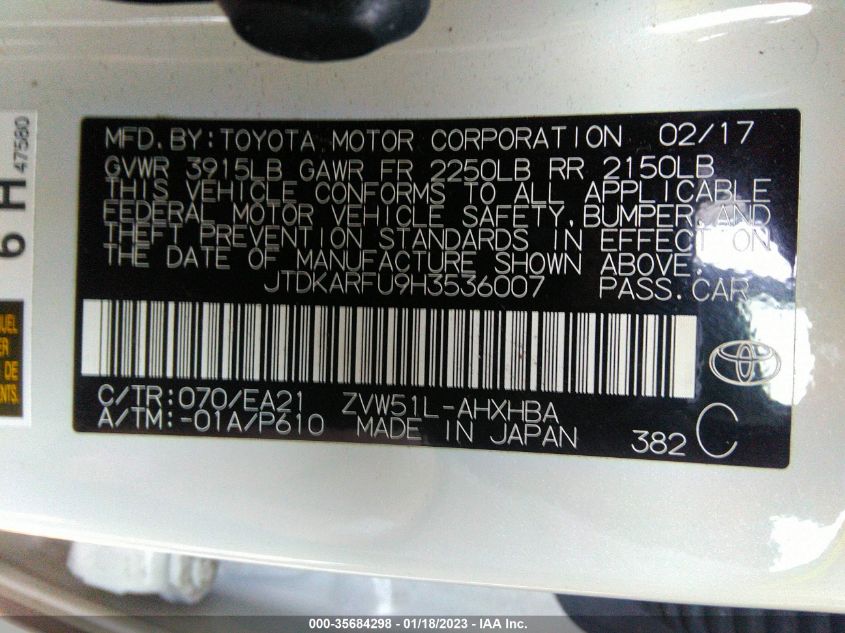 MFD. BY: TOYOTA MOTOR CORPORATION 02/17
GVWR 3915LB GAWR FR 2250LB RR 2150LB
THIS VEHICLE CONFORMS TO ALL APPLICABLE
FEDERAL MOTOR VEHICLE SAFETY, BUMPER, AND
THEFT PREVENTION STANDARDS IN EFFECT ON
THE DATE OF MANUFACTURE SHOWN ABOVE.
JTDKARFU9H3536007 PASS. CAR
C/TR: 070/EA21 ZVW51L-AHXHBA
A/TM: -01A/P610 MADE IN JAPAN
382 C
6 H
47580
DE
000-35684298 - 01/18/2023 - IAA Inc.